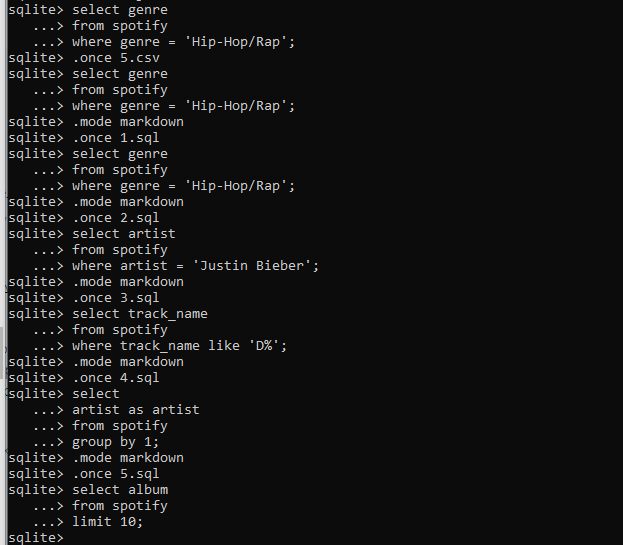 sqlite> select genre
...> from spotify
...> where genre = 'Hip-Hop/Rap';
sqlite> .once 5.csv
sqlite> select genre
...> from spotify
...> where genre = 'Hip-Hop/Rap';
sqlite> .mode markdown
sqlite> .once 1.sql
sqlite> select genre
...> from spotify
...> where genre = 'Hip-Hop/Rap';
sqlite> .mode markdown
sqlite> .once 2.sql
sqlite> select artist
...> from spotify
...> where artist = 'Justin Bieber';
sqlite> .mode markdown
sqlite> .once 3.sql
sqlite> select track_name
...> from spotify
...> where track_name like 'D%';
sqlite> .mode markdown
sqlite> .once 4.sql
sqlite> select
...> artist as artist
...> from spotify
...> group by 1;
sqlite> .mode markdown
sqlite> .once 5.sql
sqlite> select album
...> from spotify
...> limit 10;
sqlite>